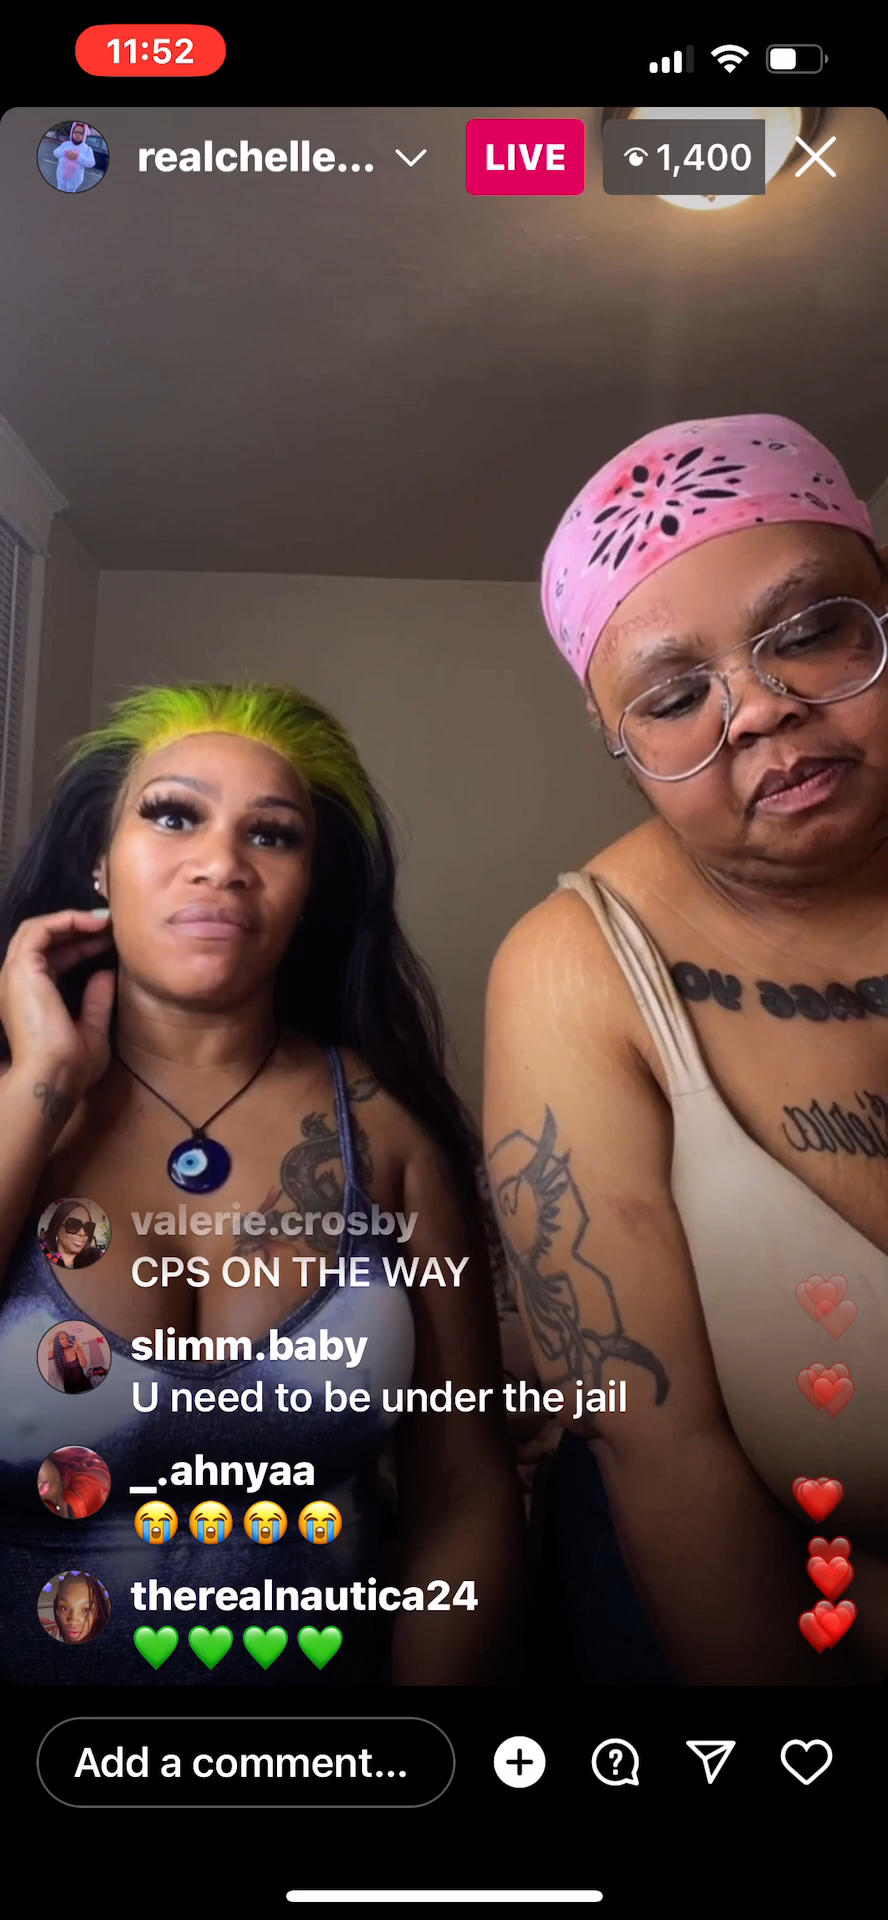 11:52
realchelle...
LIVE
1,400
valerie.crosby
CPS ON THE WAY
slimm.baby
U need to be under the jail
_.ahnyaa
😭😭😭😭
therealnautica24
💚💚💚💚
Add a comment...